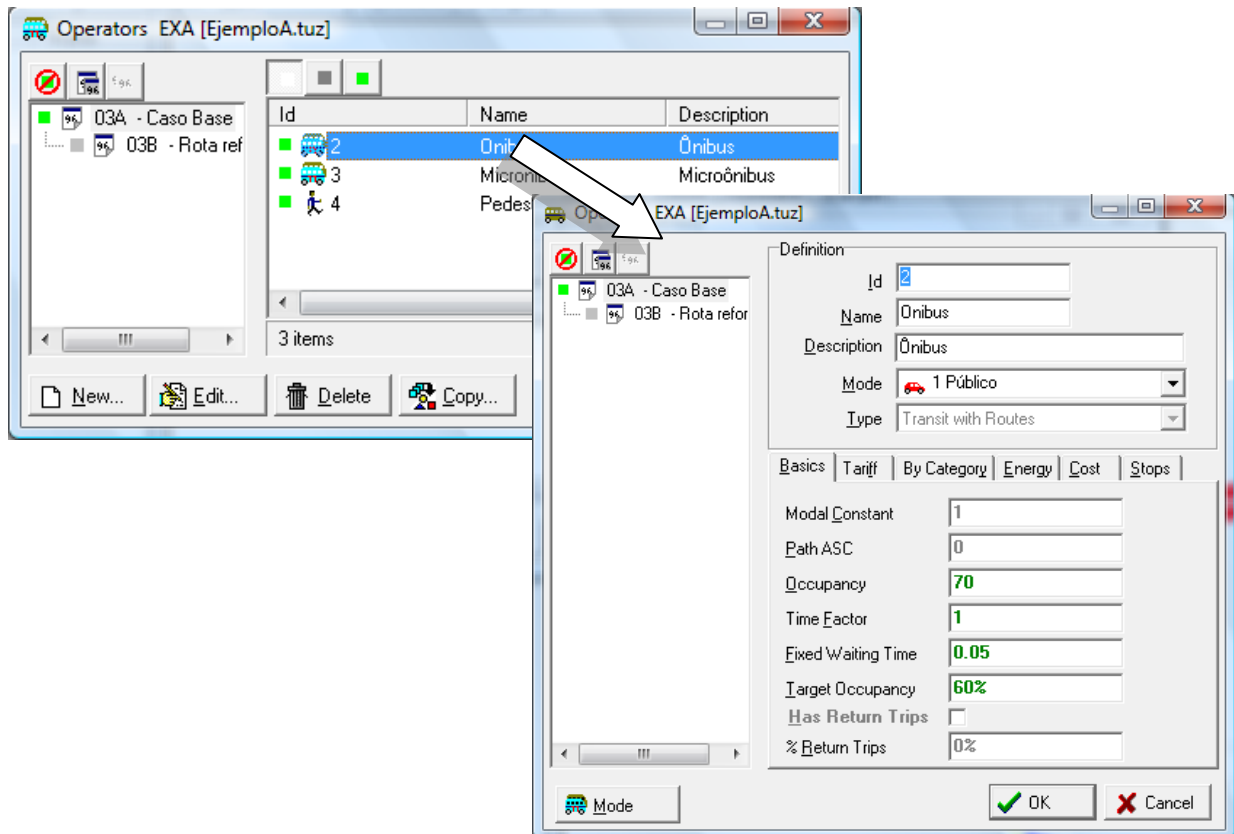 Operators EXA [EjemploA.tuz]
03A - Caso Base
03B - Rota ref
Id Name Description
2 Ônibus
3 Microônibus
4
3 items
New... Edit... Delete Copy...
EXA [EjemploA.tuz]
03A - Caso Base
03B - Rota refor
Definition
Id 2
Name Onibus
Description Ônibus
Mode 1 Público
Type Transit with Routes
Basics Tariff By Category Energy Cost Stops
Modal Constant 1
Path ASC 0
Occupancy 70
Time Factor 1
Fixed Waiting Time 0.05
Target Occupancy 60%
Has Return Trips
% Return Trips 0%
Mode
OK Cancel